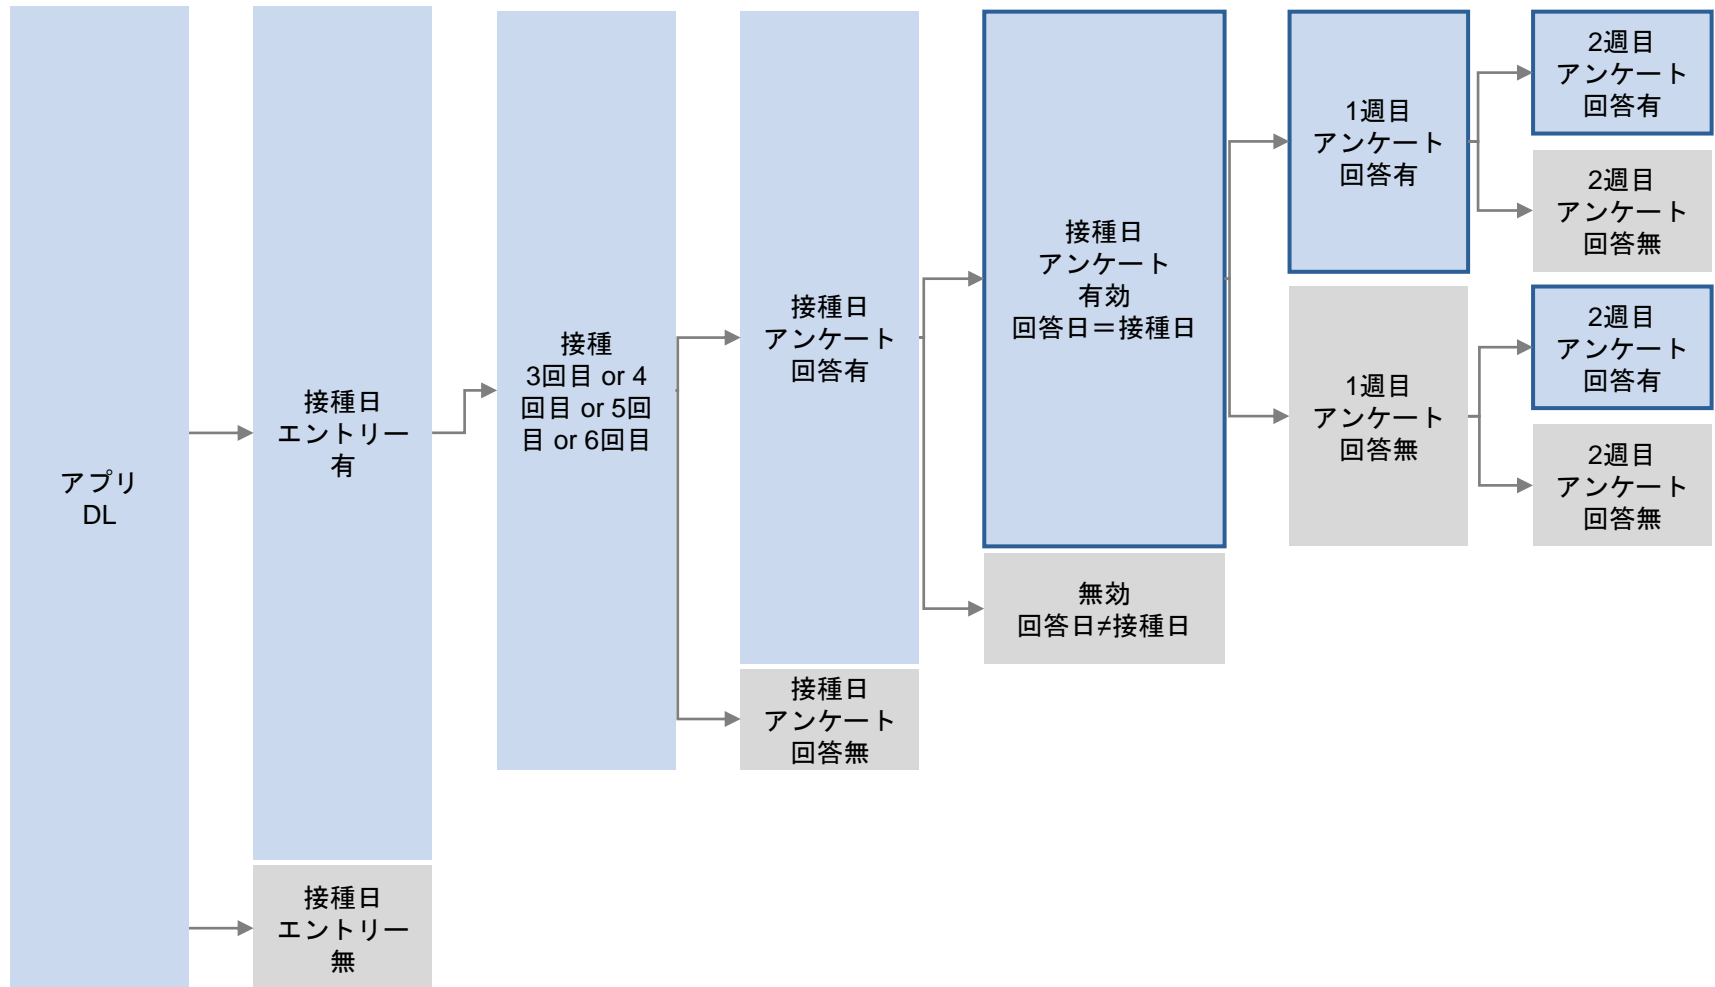 アプリ
DL
接種日
エントリー
有
接種日
エントリー
無
接種
3回目 or 4
回目 or 5回
目 or 6回目
接種日
アンケート
回答有
接種日
アンケート
回答無
接種日
アンケート
有効
回答日＝接種日
無効
回答日≠接種日
1週目
アンケート
回答有
1週目
アンケート
回答無
2週目
アンケート
回答有
2週目
アンケート
回答無
2週目
アンケート
回答有
2週目
アンケート
回答無